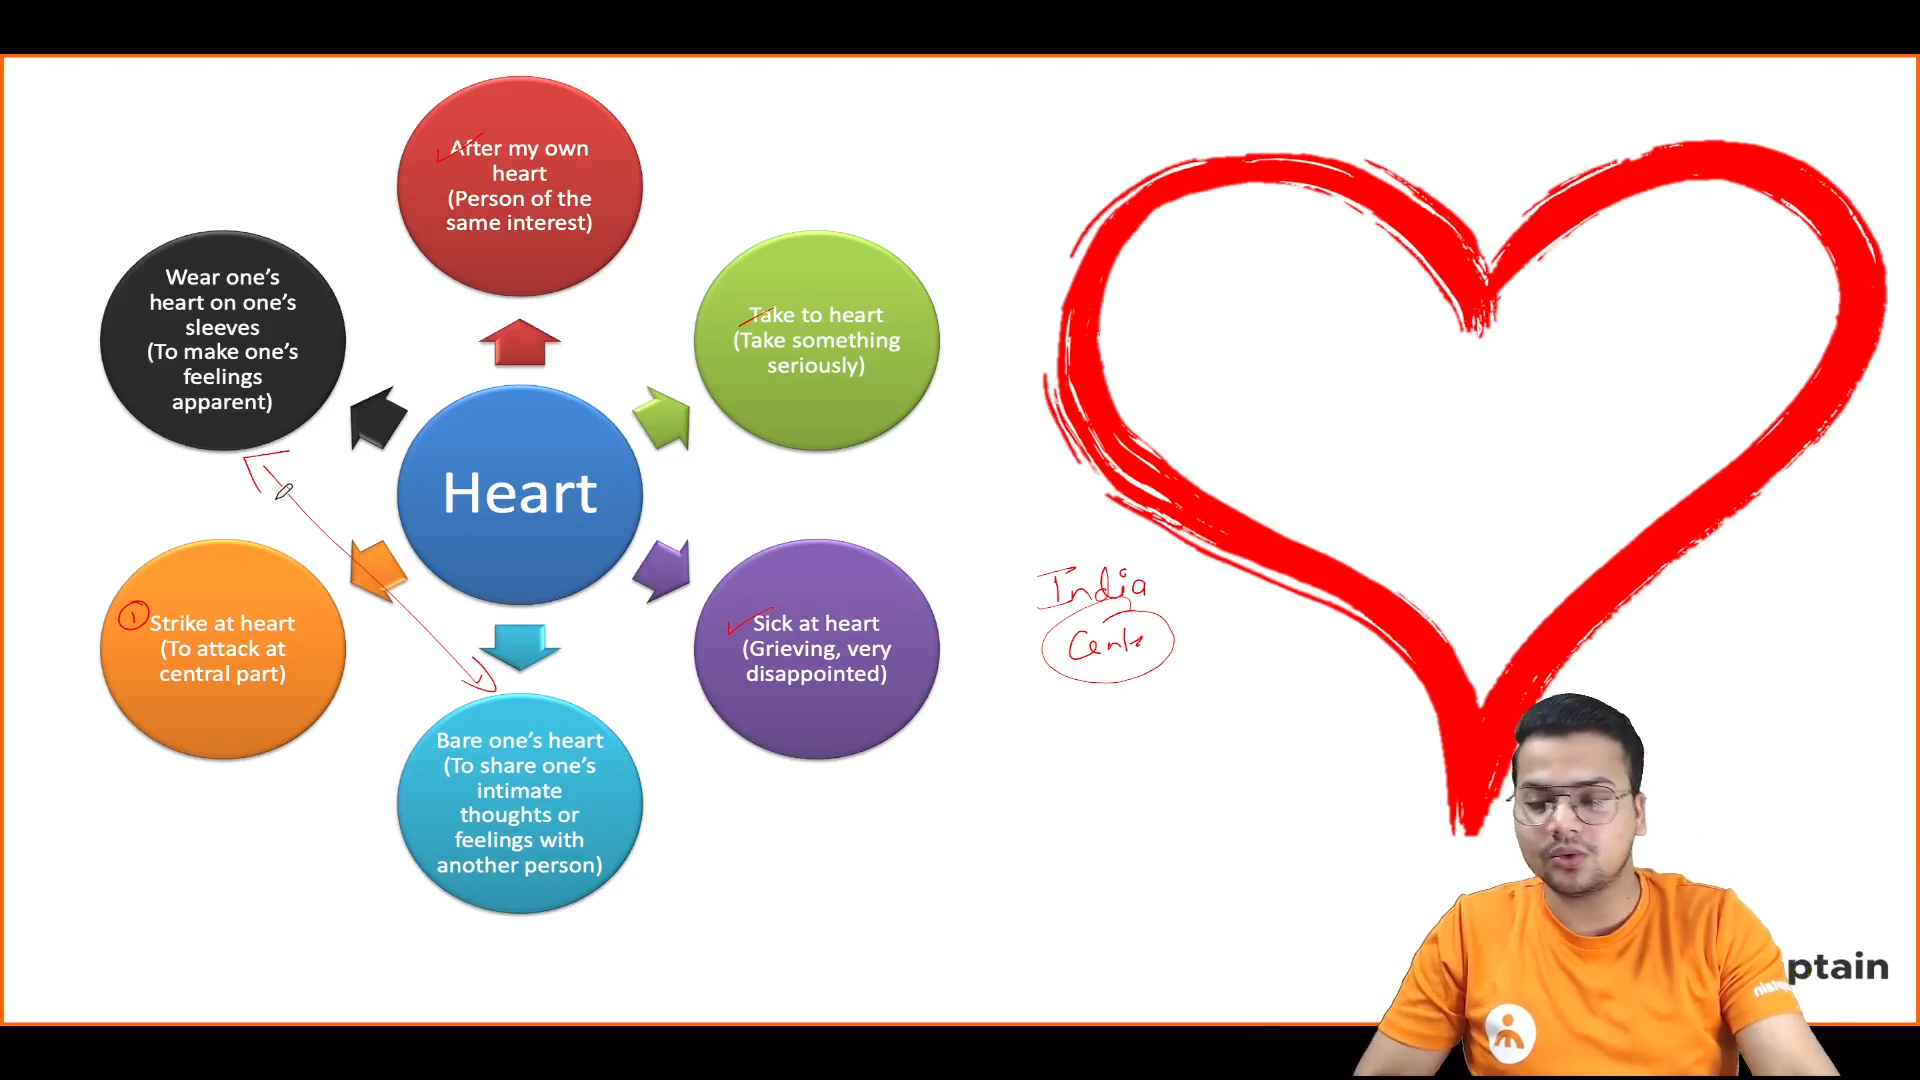 After my own
heart
(Person of the
same interest)
Wear one’s
heart on one’s
sleeves
(To make one’s
feelings
apparent)
Take to heart
(Take something
seriously)
Heart
1
Strike at heart
(To attack at
central part)
Sick at heart
(Grieving, very
disappointed)
India
Bare one’s heart
(To share one’s
intimate
thoughts or
feelings with
another person)
ptain